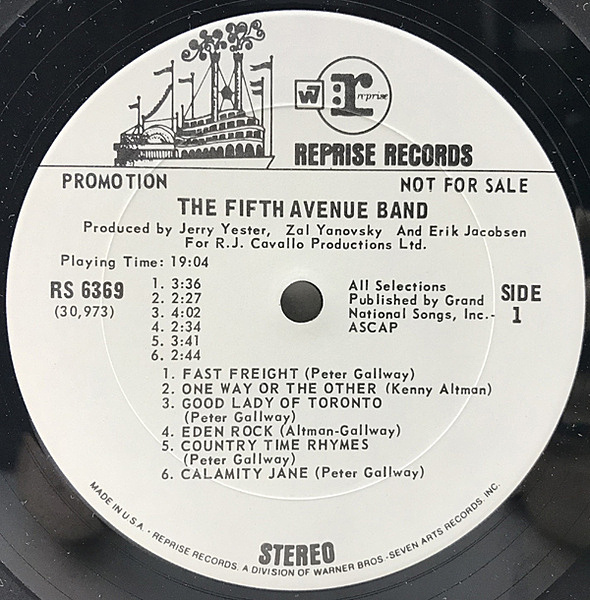 W7 r: reprise
REPRISE RECORDS
PROMOTION NOT FOR SALE
THE FIFTH AVENUE BAND
Produced by Jerry Yester, Zal Yanovsky And Erik Jacobsen
For R.J. Cavallo Productions Ltd.
Playing Time: 19:04
RS 6369
(30,973)
1. 3:36
2. 2:27
3. 4:02
4. 2:34
5. 3:41
6. 2:44
All Selections
Published by Grand
National Songs, Inc.-
ASCAP
SIDE
1
1. FAST FREIGHT (Peter Gallway)
2. ONE WAY OR THE OTHER (Kenny Altman)
3. GOOD LADY OF TORONTO
(Peter Gallway)
4. EDEN ROCK (Altman-Gallway)
5. COUNTRY TIME RHYMES
(Peter Gallway)
6. CALAMITY JANE (Peter Gallway)
STEREO
MADE IN U.S.A. - REPRISE RECORDS. A DIVISION OF WARNER BROS.-SEVEN ARTS RECORDS, INC.